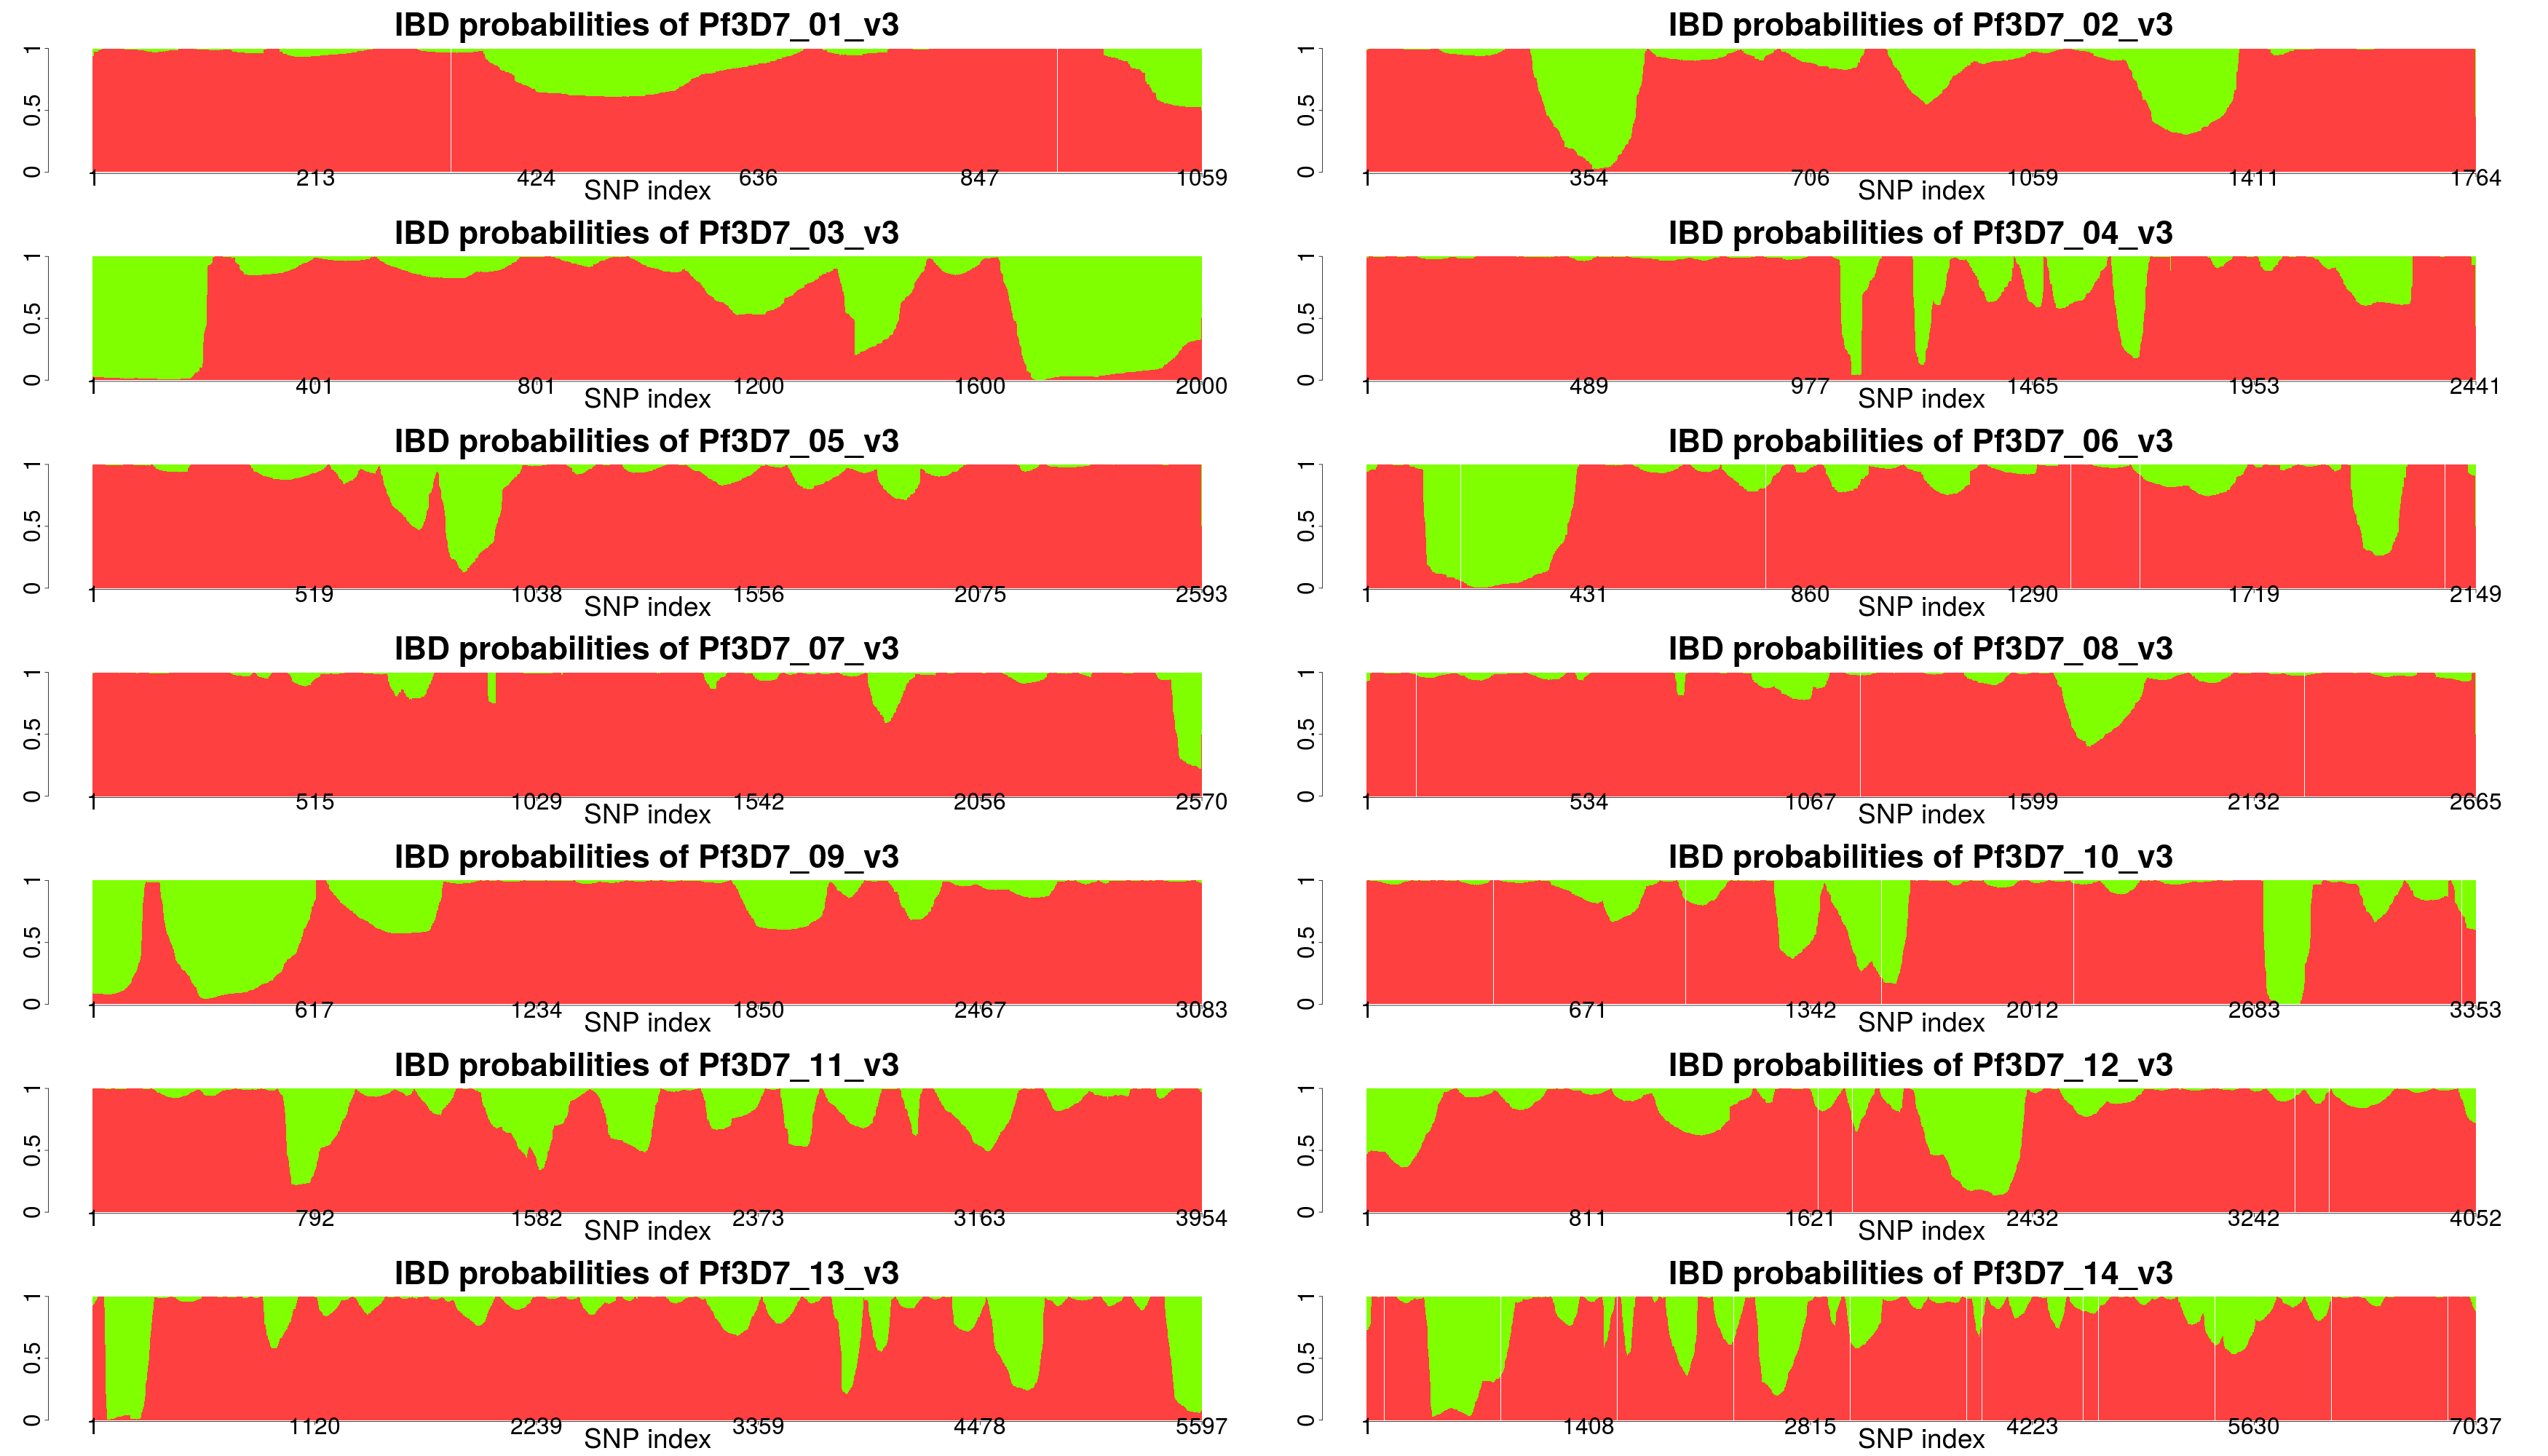 IBD probabilities of Pf3D7_01_v3
0 0.5 1
1 213 424 636 847 1059
SNP index
IBD probabilities of Pf3D7_02_v3
0 0.5 1
1 354 706 1059 1411 1764
SNP index
IBD probabilities of Pf3D7_03_v3
0 0.5 1
1 401 801 1200 1600 2000
SNP index
IBD probabilities of Pf3D7_04_v3
0 0.5 1
1 489 977 1465 1953 2441
SNP index
IBD probabilities of Pf3D7_05_v3
0 0.5 1
1 519 1038 1556 2075 2593
SNP index
IBD probabilities of Pf3D7_06_v3
0 0.5 1
1 431 860 1290 1719 2149
SNP index
IBD probabilities of Pf3D7_07_v3
0 0.5 1
1 515 1029 1542 2056 2570
SNP index
IBD probabilities of Pf3D7_08_v3
0 0.5 1
1 534 1067 1599 2132 2665
SNP index
IBD probabilities of Pf3D7_09_v3
0 0.5 1
1 617 1234 1850 2467 3083
SNP index
IBD probabilities of Pf3D7_10_v3
0 0.5 1
1 671 1342 2012 2683 3353
SNP index
IBD probabilities of Pf3D7_11_v3
0 0.5 1
1 792 1582 2373 3163 3954
SNP index
IBD probabilities of Pf3D7_12_v3
0 0.5 1
1 811 1621 2432 3242 4052
SNP index
IBD probabilities of Pf3D7_13_v3
0 0.5 1
1 1120 2239 3359 4478 5597
SNP index
IBD probabilities of Pf3D7_14_v3
0 0.5 1
1 1408 2815 4223 5630 7037
SNP index